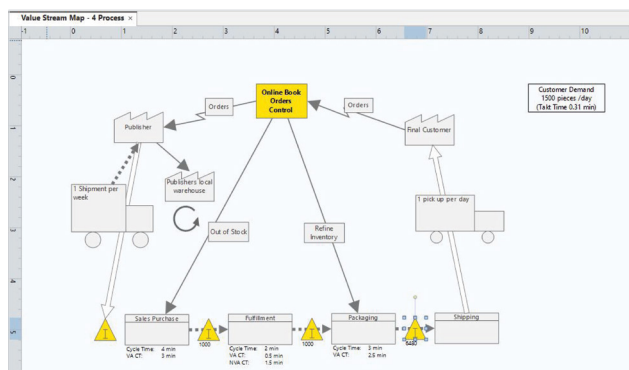 Value Stream Map - 4 Process ×
-1 0 1 2 3 4 5 6 7 8 9 10
0
1
2
3
4
5
Online Book
Orders
Control
Orders
Orders
Customer Demand
1500 pieces /day
(Takt Time 0.31 min)
Publisher
Final Customer
Publishers local
warehouse
1 Shipment per
week
1 pick up per day
Out of Stock
Refine
Inventory
Sales Purchase
Fulfillment
Packaging
Shipping
I
I
I
I
1000
1000
Cycle Time: 4 min
VA CT: 3 min
Cycle Time: 2 min
VA CT: 0.5 min
NVA CT: 1.5 min
Cycle Time: 3 min
VA CT: 2.5 min